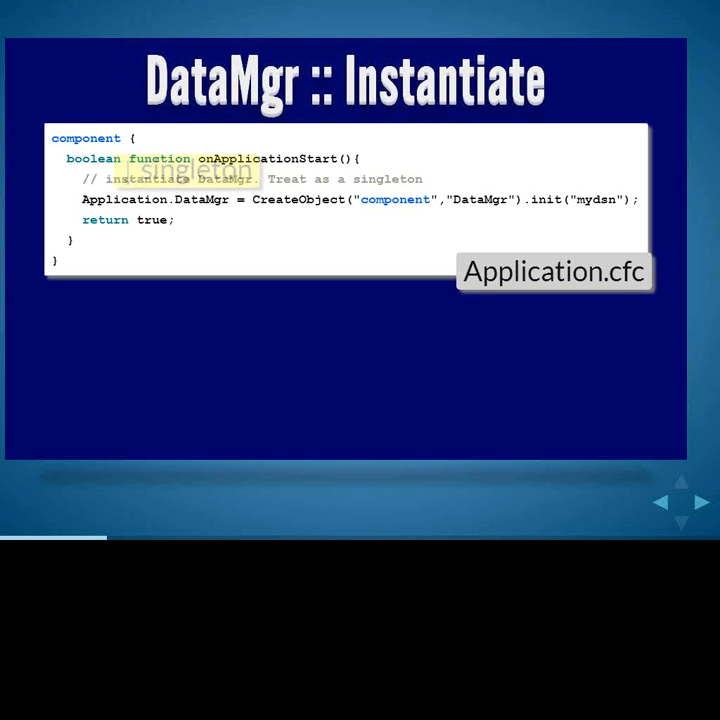 DataMgr :: Instantiate
component {
boolean function onApplicationStart(){
singleton
// instantiate DataMgr. Treat as a singleton
Application.DataMgr = CreateObject("component","DataMgr").init("mydsn");
return true;
}
}
Application.cfc